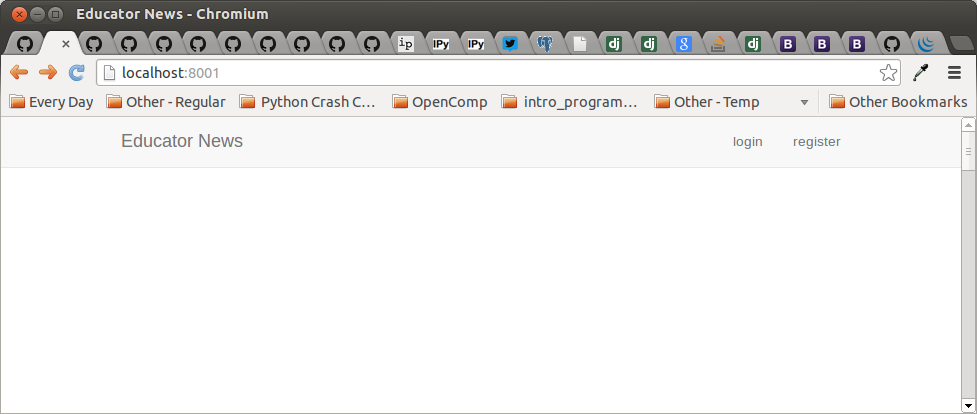 Educator News - Chromium
ip IPy IPy dj dj 8 dj B B B
localhost:8001
Every Day Other - Regular Python Crash C... OpenComp intro_program... Other - Temp Other Bookmarks
Educator News login register